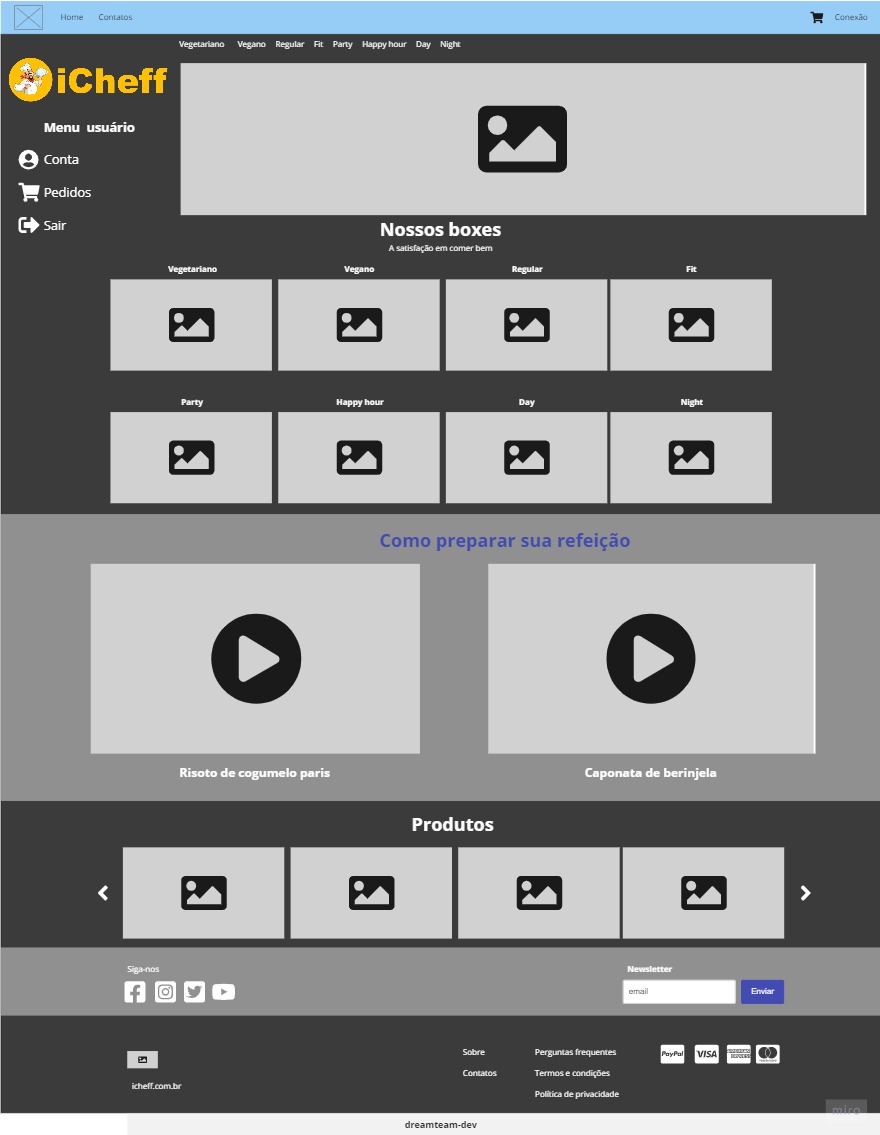 Home Contatos Conexão
Vegetariano Vegano Regular Fit Party Happy hour Day Night
iCheff
Menu usuário
Conta
Pedidos
Sair
Nossos boxes
A satisfação em comer bem
Vegetariano Vegano Regular Fit
Party Happy hour Day Night
Como preparar sua refeição
Risoto de cogumelo paris Caponata de berinjela
Produtos
Siga-nos
Newsletter
email Enviar
Sobre Perguntas frequentes PayPal VISA
Contatos Termos e condições
Política de privacidade
icheff.com.br
miro
dreamteam-dev